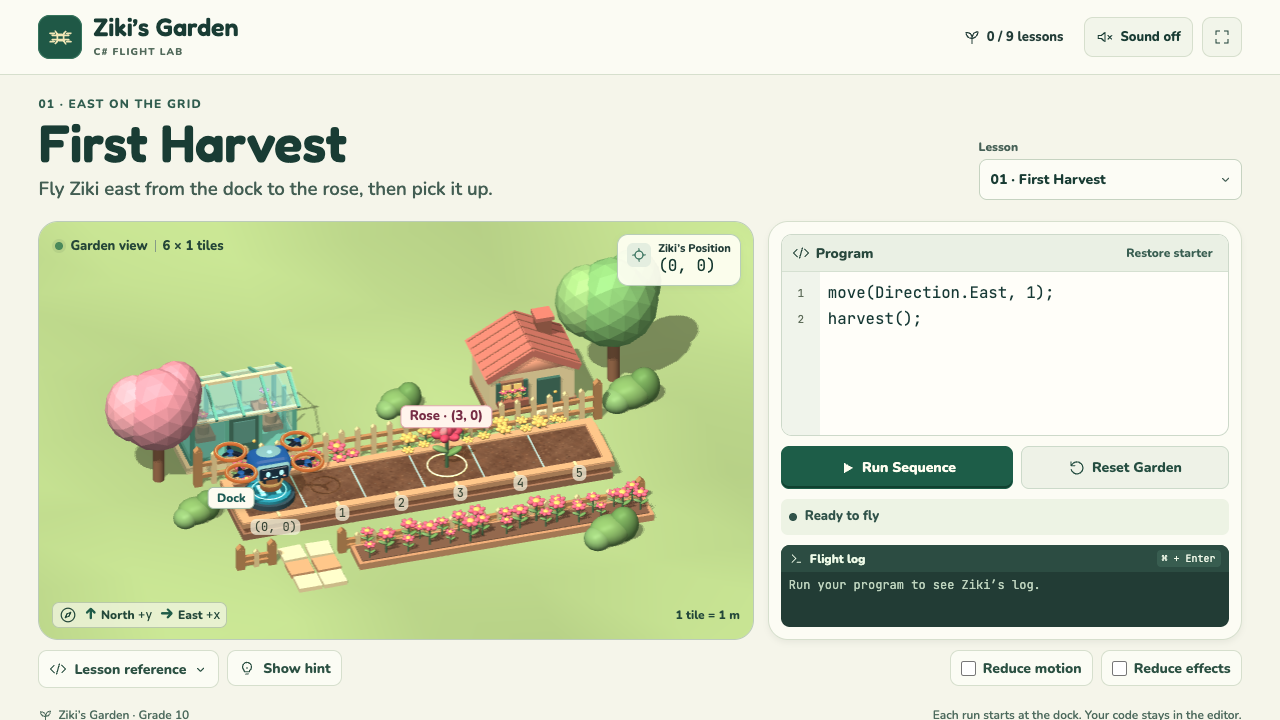 Ziki's Garden
C# FLIGHT LAB
0 / 9 lessons
Sound off
01 · EAST ON THE GRID
First Harvest
Fly Ziki east from the dock to the rose, then pick it up.
Lesson
01 · First Harvest
Garden view | 6 × 1 tiles
Ziki's Position
(0, 0)
Rose · (3, 0)
Dock
(0, 0)
1
2
3
4
5
North +y East +x
1 tile = 1 m
Program
Restore starter
1 move(Direction.East, 1);
2 harvest();
Run Sequence
Reset Garden
Ready to fly
Flight log
⌘ + Enter
Run your program to see Ziki's log.
Lesson reference
Show hint
Reduce motion
Reduce effects
Ziki's Garden · Grade 10
Each run starts at the dock. Your code stays in the editor.